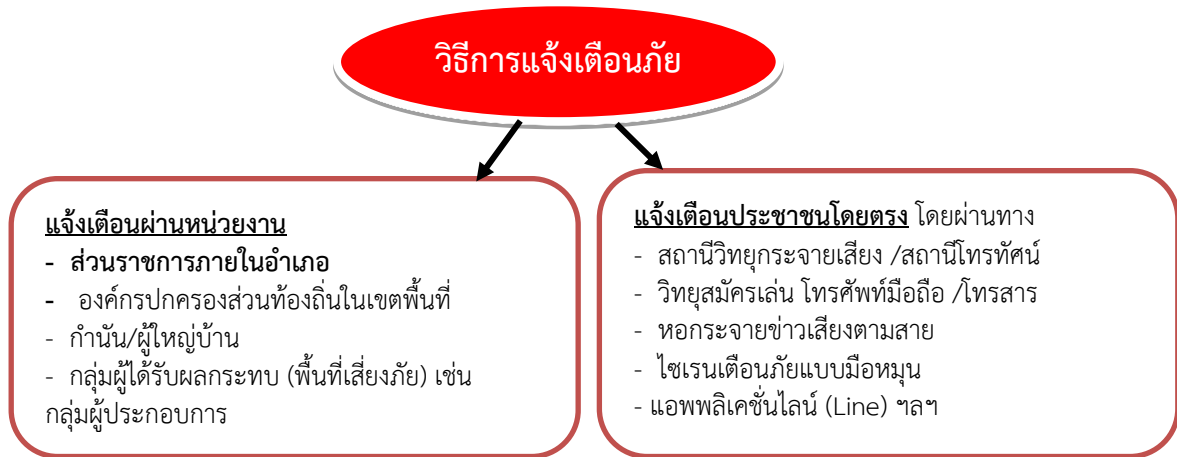 วิธีการแจ้งเตือนภัย
แจ้งเตือนผ่านหน่วยงาน
- ส่วนราชการภายในอำเภอ
- องค์กรปกครองส่วนท้องถิ่นในเขตพื้นที่
- กำนัน/ผู้ใหญ่บ้าน
- กลุ่มผู้ได้รับผลกระทบ (พื้นที่เสี่ยงภัย) เช่น
กลุ่มผู้ประกอบการ
แจ้งเตือนประชาชนโดยตรง โดยผ่านทาง
- สถานีวิทยุกระจายเสียง /สถานีโทรทัศน์
- วิทยุสมัครเล่น โทรศัพท์มือถือ /โทรสาร
- หอกระจายข่าวเสียงตามสาย
- ไซเรนเตือนภัยแบบมือหมุน
- แอพพลิเคชั่นไลน์ (Line) ฯลฯ